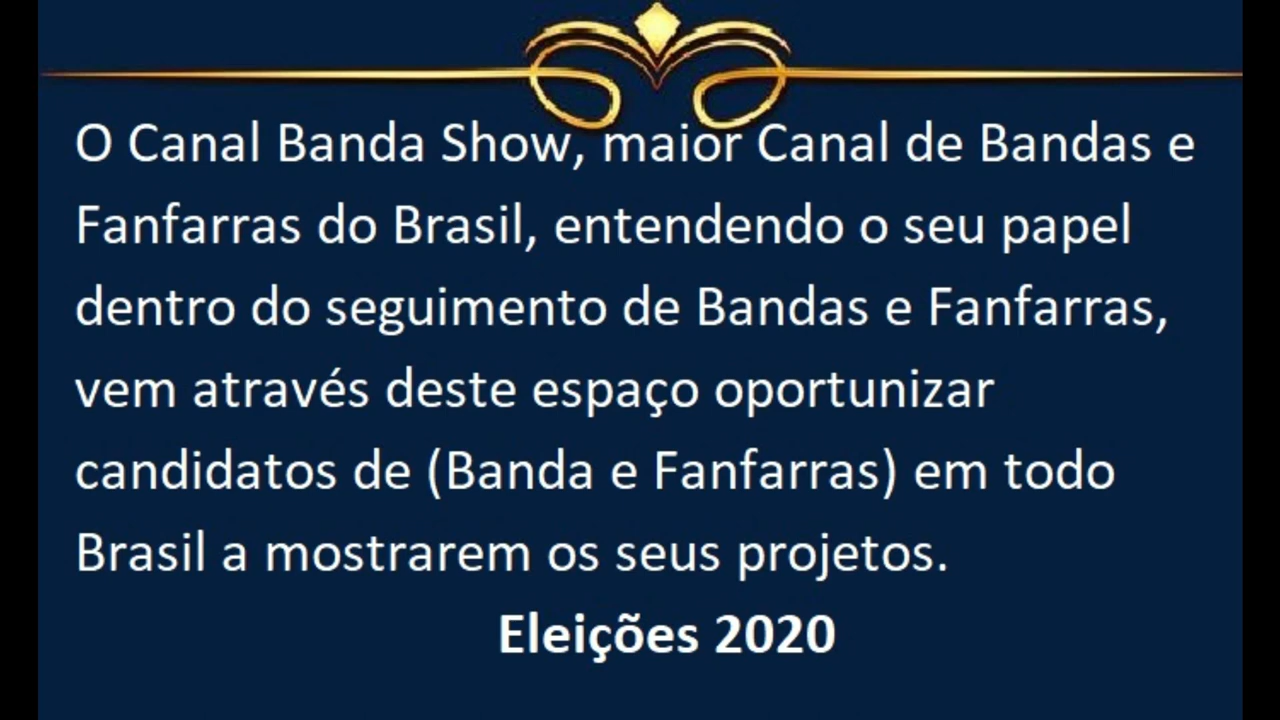 O Canal Banda Show, maior Canal de Bandas e
Fanfarras do Brasil, entendendo o seu papel
dentro do seguimento de Bandas e Fanfarras,
vem através deste espaço oportunizar
candidatos de (Banda e Fanfarras) em todo
Brasil a mostrarem os seus projetos.
Eleições 2020